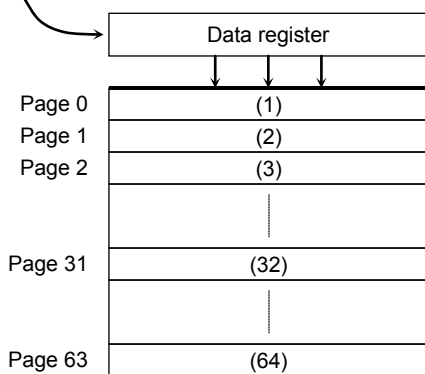 Data register
Page 0 (1)
Page 1 (2)
Page 2 (3)
Page 31 (32)
Page 63 (64)